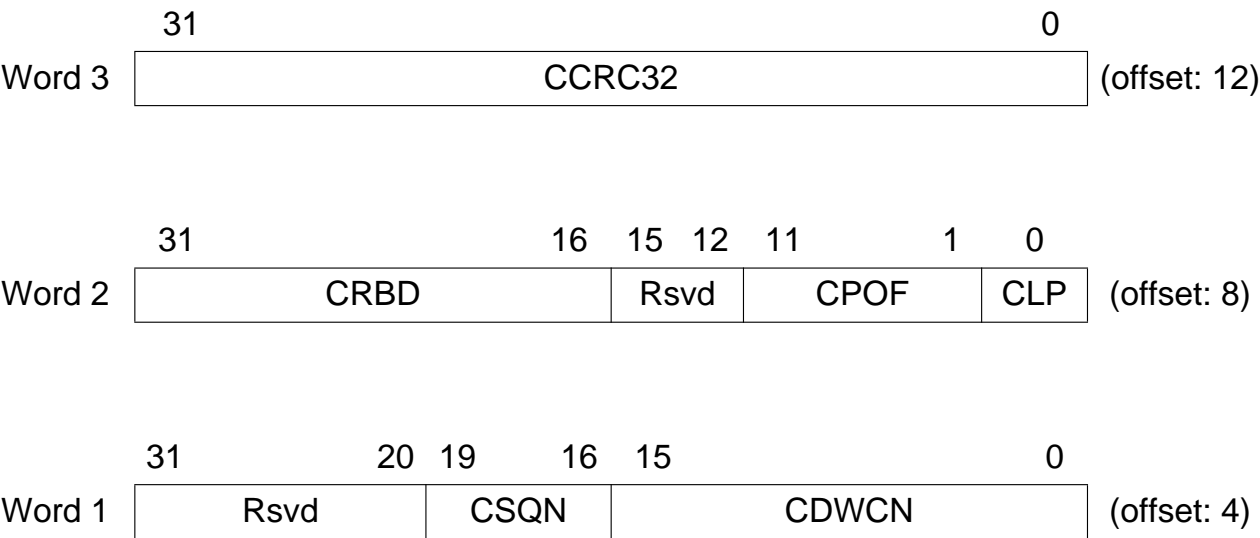 31 0
Word 3 CCRC32 (offset: 12)
31 16 15 12 11 1 0
Word 2 CRBD Rsvd CPOF CLP (offset: 8)
31 20 19 16 15 0
Word 1 Rsvd CSQN CDWCN (offset: 4)